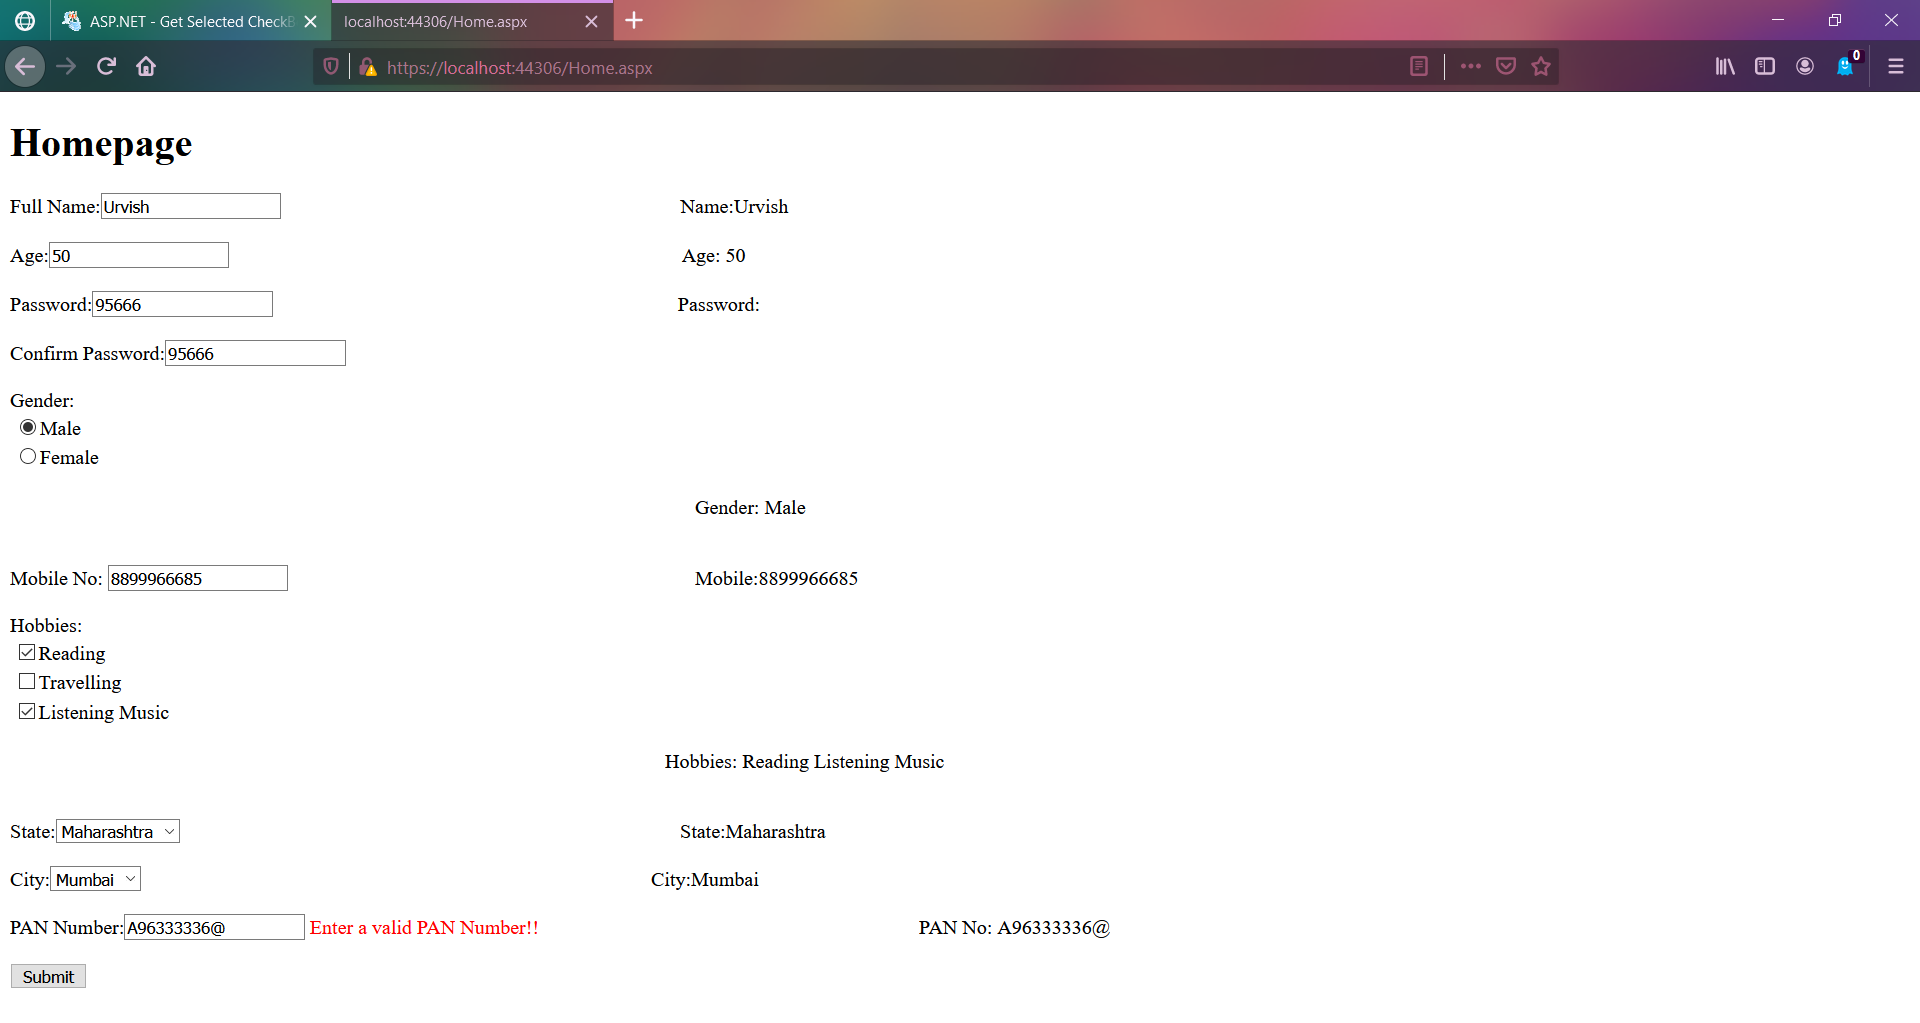 ASP.NET - Get Selected CheckB
localhost:44306/Home.aspx
https://localhost:44306/Home.aspx
0
Homepage
Full Name:Urvish Name:Urvish
Age:50 Age: 50
Password:95666 Password:
Confirm Password:95666
Gender:
Male
Female
Gender: Male
Mobile No: 8899966685 Mobile:8899966685
Hobbies:
Reading
Travelling
Listening Music
Hobbies: Reading Listening Music
State:Maharashtra State:Maharashtra
City:Mumbai City:Mumbai
PAN Number:A96333336@ Enter a valid PAN Number!! PAN No: A96333336@
Submit